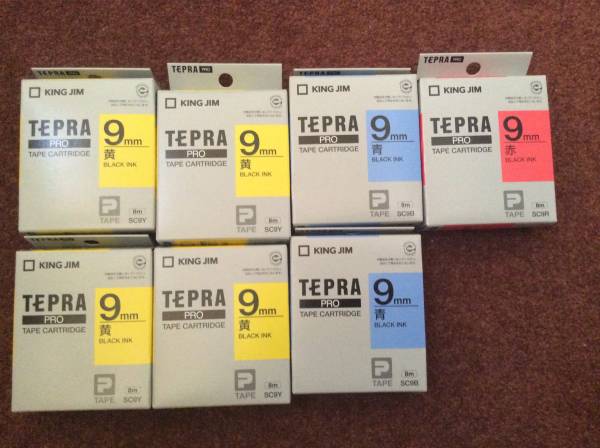 TEPRA PRO
KING JIM
TEPRA
PRO
TAPE CARTRIDGE
9mm
黄
BLACK INK
P
TAPE
8m
SC9Y
TEPRA PRO
KING JIM
TEPRA
PRO
TAPE CARTRIDGE
9mm
黄
BLACK INK
P
TAPE
8m
SC9Y
KING JIM
TEPRA
PRO
TAPE CARTRIDGE
9mm
青
BLACK INK
P
TAPE
8m
SC9B
TEPRA PRO
KING JIM
TEPRA
PRO
TAPE CARTRIDGE
9mm
赤
BLACK INK
P
TAPE
8m
SC9R
KING JIM
TEPRA
PRO
TAPE CARTRIDGE
9mm
黄
BLACK INK
P
TAPE
8m
SC9Y
KING JIM
TEPRA
PRO
TAPE CARTRIDGE
9mm
黄
BLACK INK
P
TAPE
8m
SC9Y
KING JIM
TEPRA
PRO
TAPE CARTRIDGE
9mm
青
BLACK INK
P
TAPE
8m
SC9B